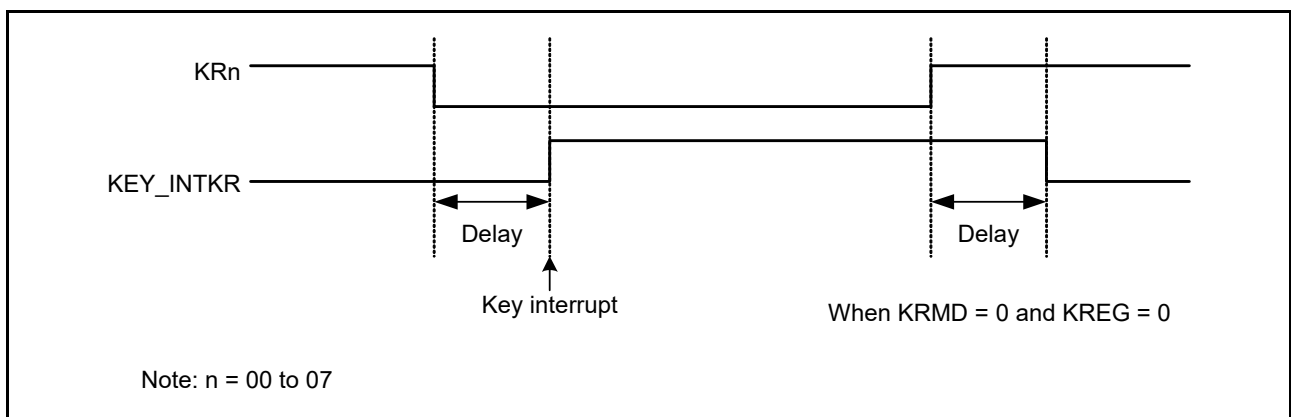 KRn
KEY_INTKR
Delay
Delay
Key interrupt
When KRMD = 0 and KREG = 0
Note: n = 00 to 07